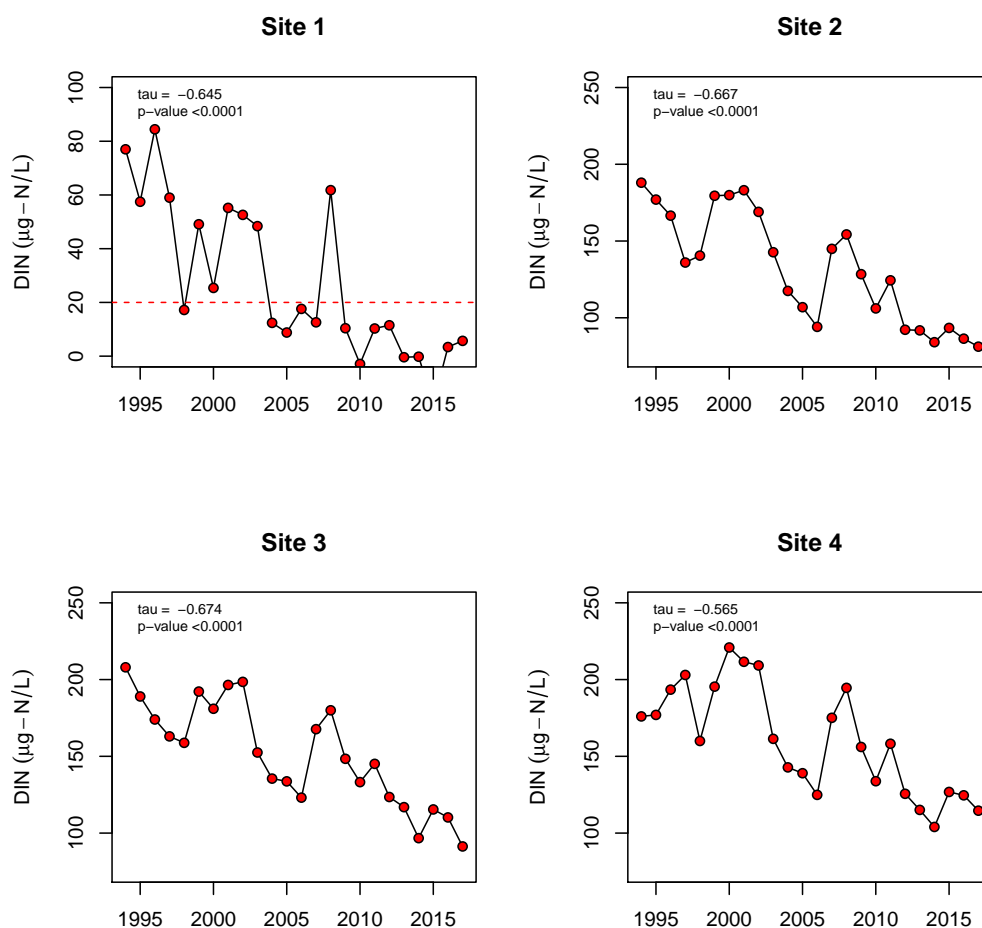 Site 1
tau =  −0.645
p−value <0.0001
DIN (μg−N/L)
100
80
60
40
20
0
1995 2000 2005 2010 2015
Site 2
tau =  −0.667
p−value <0.0001
DIN (μg−N/L)
250
200
150
100
1995 2000 2005 2010 2015
Site 3
tau =  −0.674
p−value <0.0001
DIN (μg−N/L)
250
200
150
100
1995 2000 2005 2010 2015
Site 4
tau =  −0.565
p−value <0.0001
DIN (μg−N/L)
250
200
150
100
1995 2000 2005 2010 2015